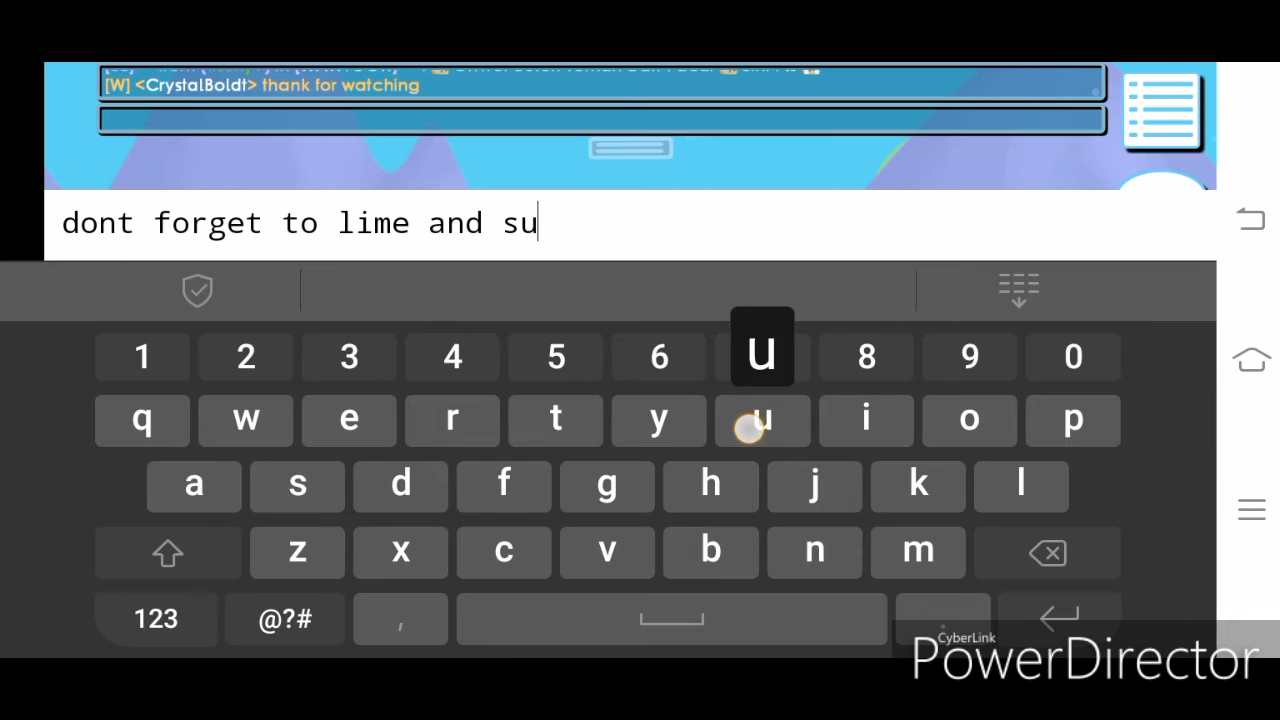 [W] <CrystalBoldt> thank for watching
dont forget to lime and su
u
1 2 3 4 5 6 8 9 0
q w e r t y u i o p
a s d f g h j k l
z x c v b n m
123 @?# , .
CyberLink
PowerDirector